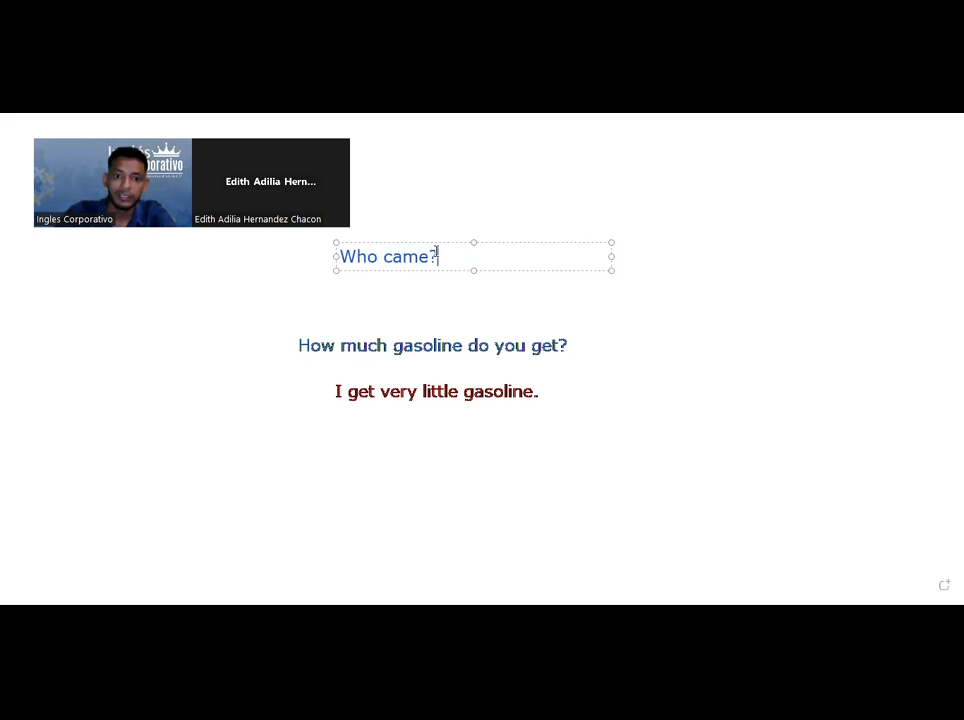 Edith Adilia Hern...
Ingles Corporativo
Edith Adilia Hernandez Chacon
Who came?
How much gasoline do you get?
I get very little gasoline.